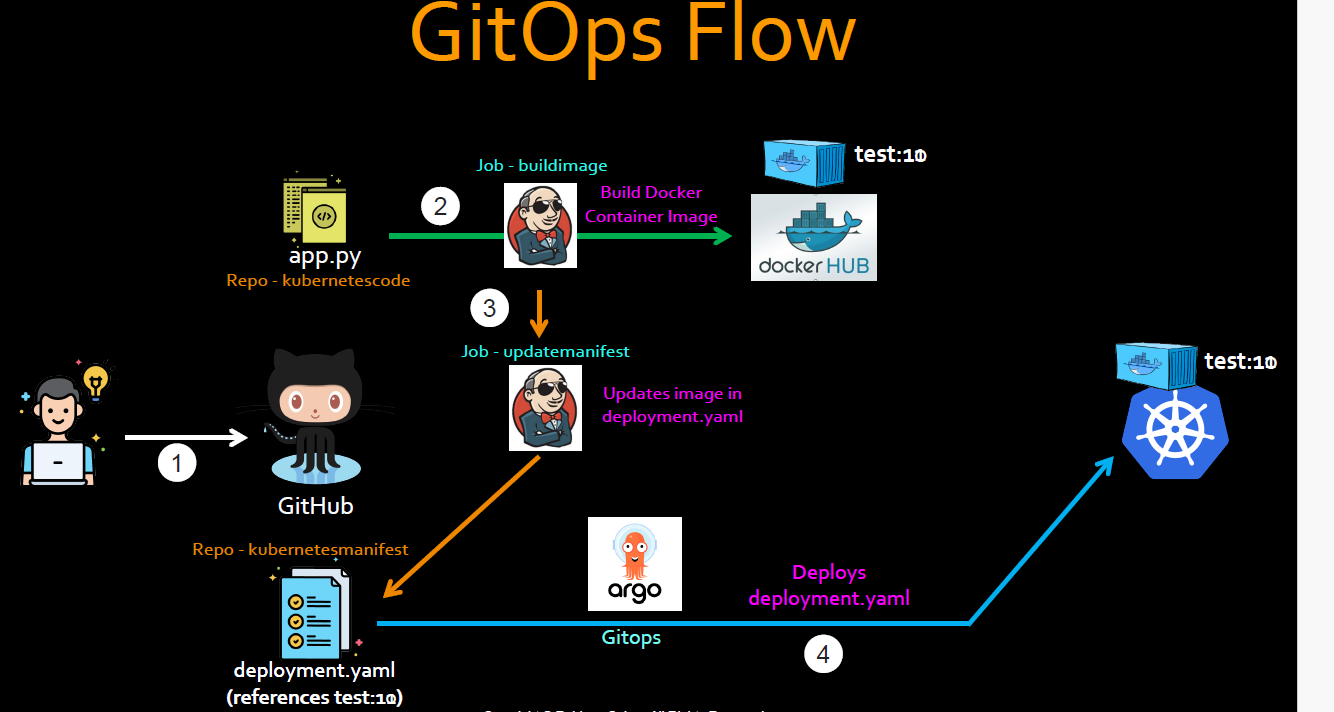 GitOps Flow
Job - buildimage
test:10
2
Build Docker
Container Image
app.py
Repo - kubernetescode
docker HUB
3
Job - updatemanifest
Updates image in
deployment.yaml
test:10
1
GitHub
Repo - kubernetesmanifest
argo
Gitops
Deploys
deployment.yaml
4
deployment.yaml
(references test:10)